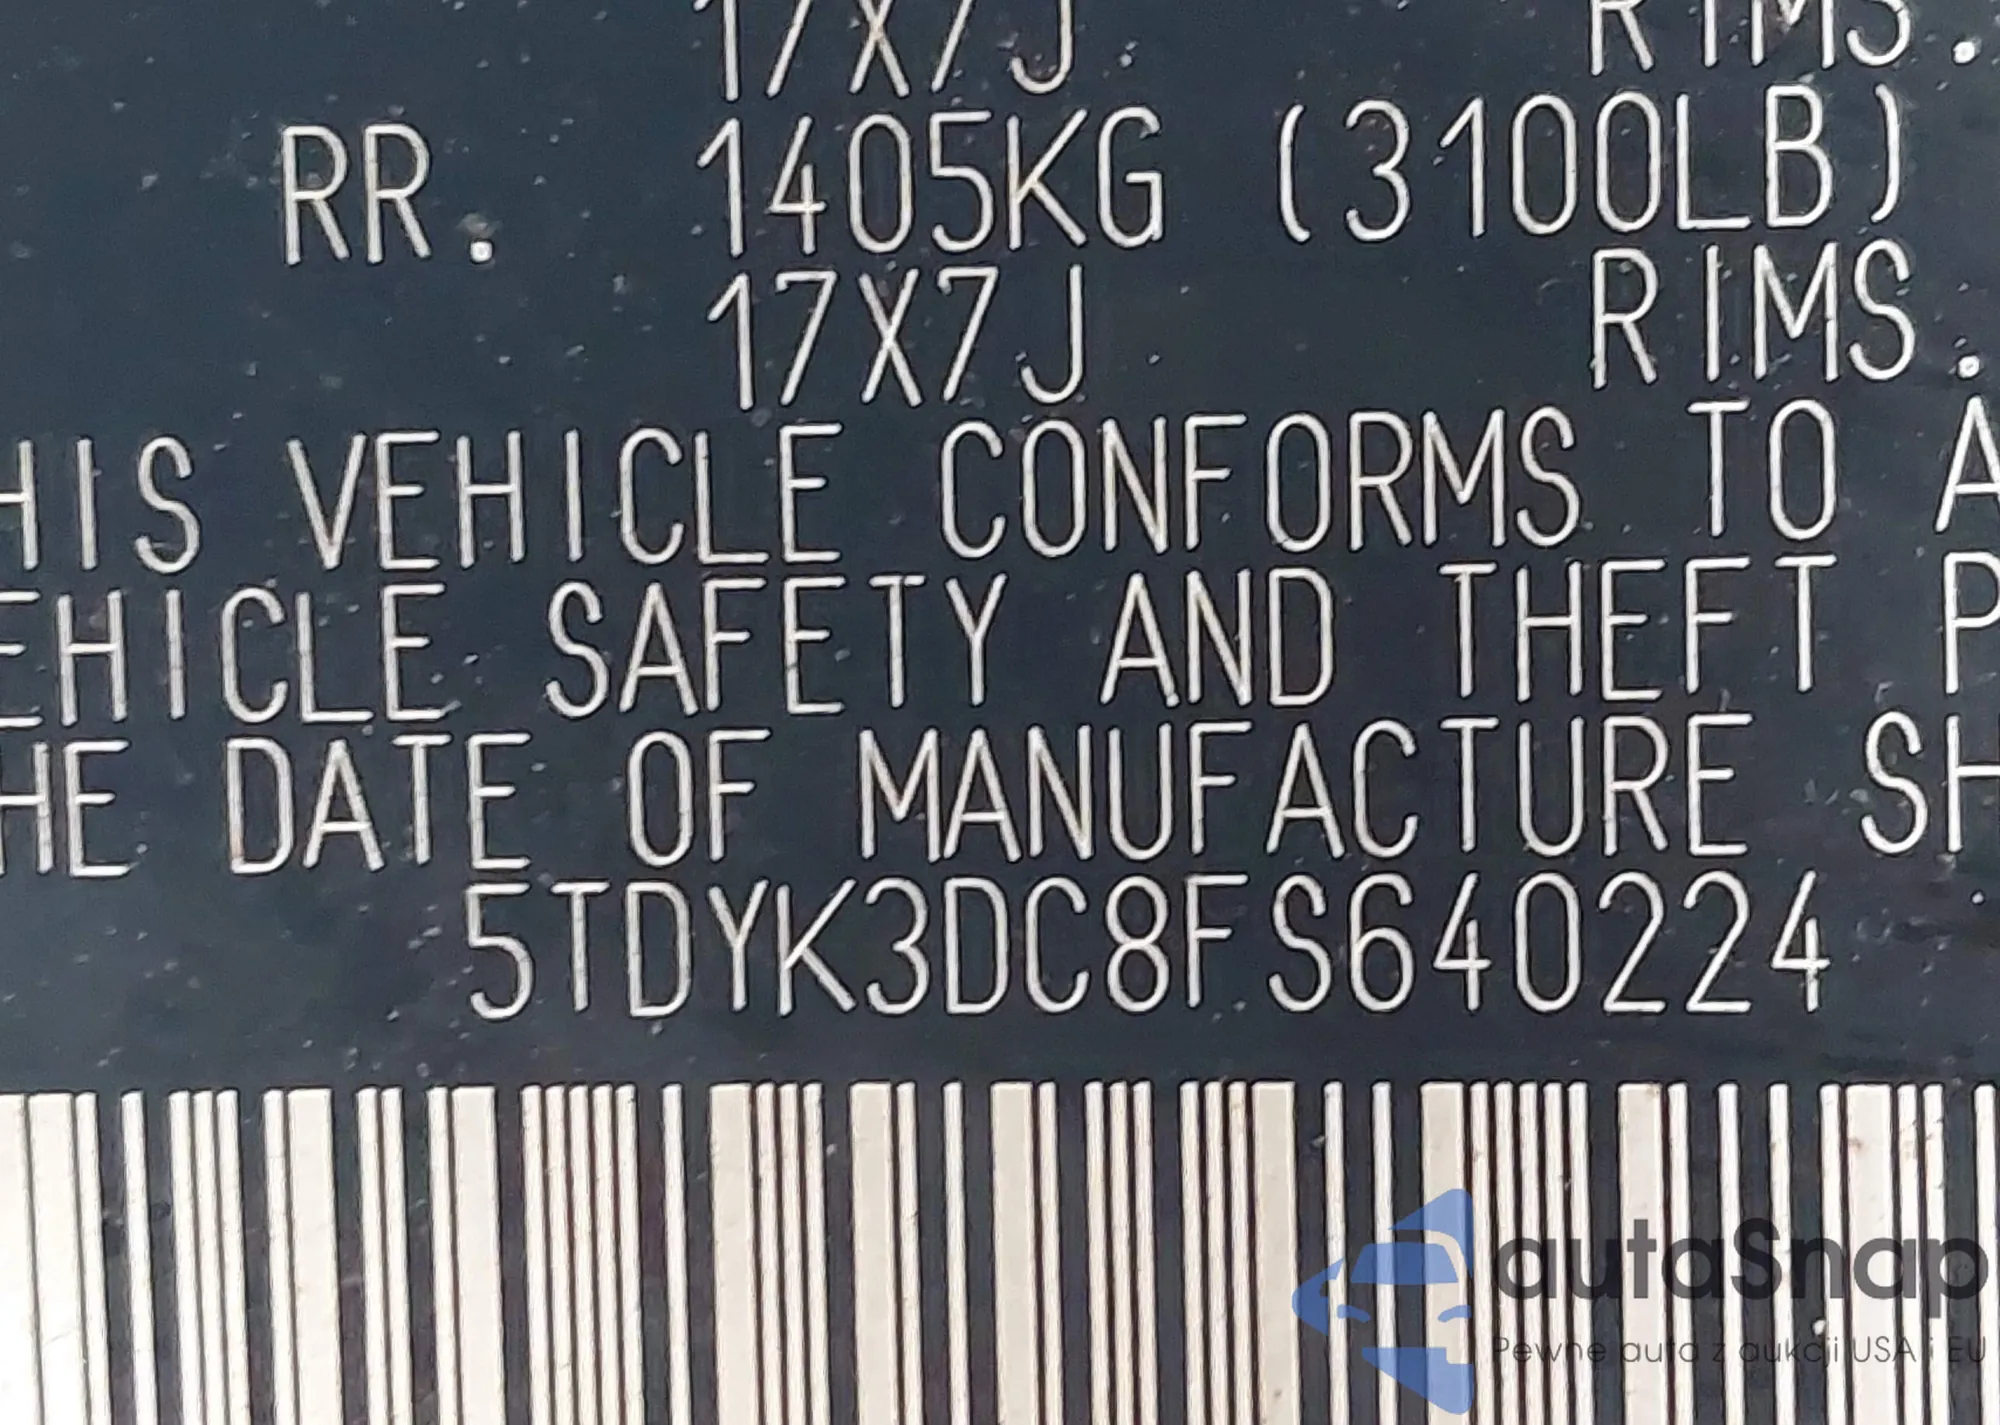 17X7J RIMS.
RR. 1405KG (3100LB)
17X7J RIMS.
HIS VEHICLE CONFORMS TO A
EHICLE SAFETY AND THEFT P
HE DATE OF MANUFACTURE SH
5TDYK3DC8FS640224
autaSnap
Pewne auta z aukcji USA i EU